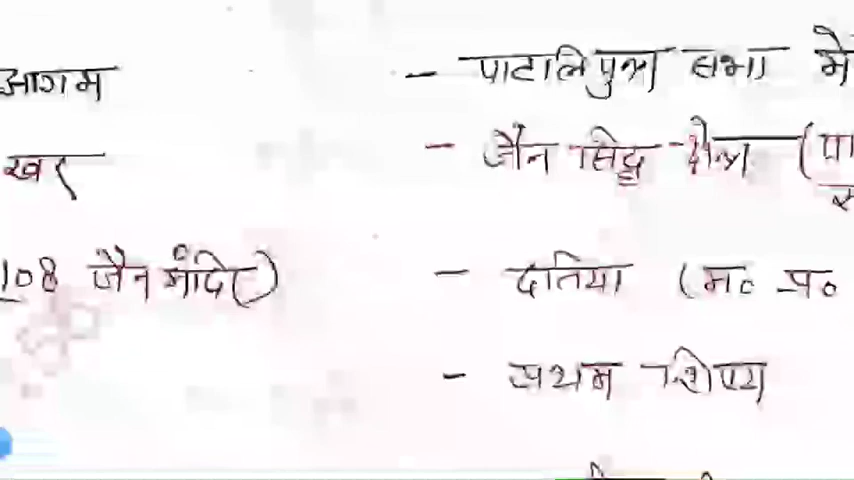 आगम - पाटलिपुत्र सभा में
खर - जैन सिद्ध क्षेत्र (पा
108 जैन मंदिर) - दतिया (म० प्र०
- प्रथम शिष्य